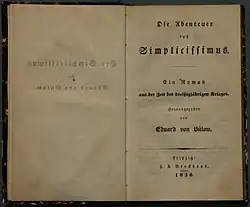 Die Abenteuer
des
Simplicissimus.
Ein Roman
aus der Zeit des dreißigjährigen Krieges.
Herausgegeben
von
Eduard von Bülow.
Leipzig:
F. A. Brockhaus.
1836